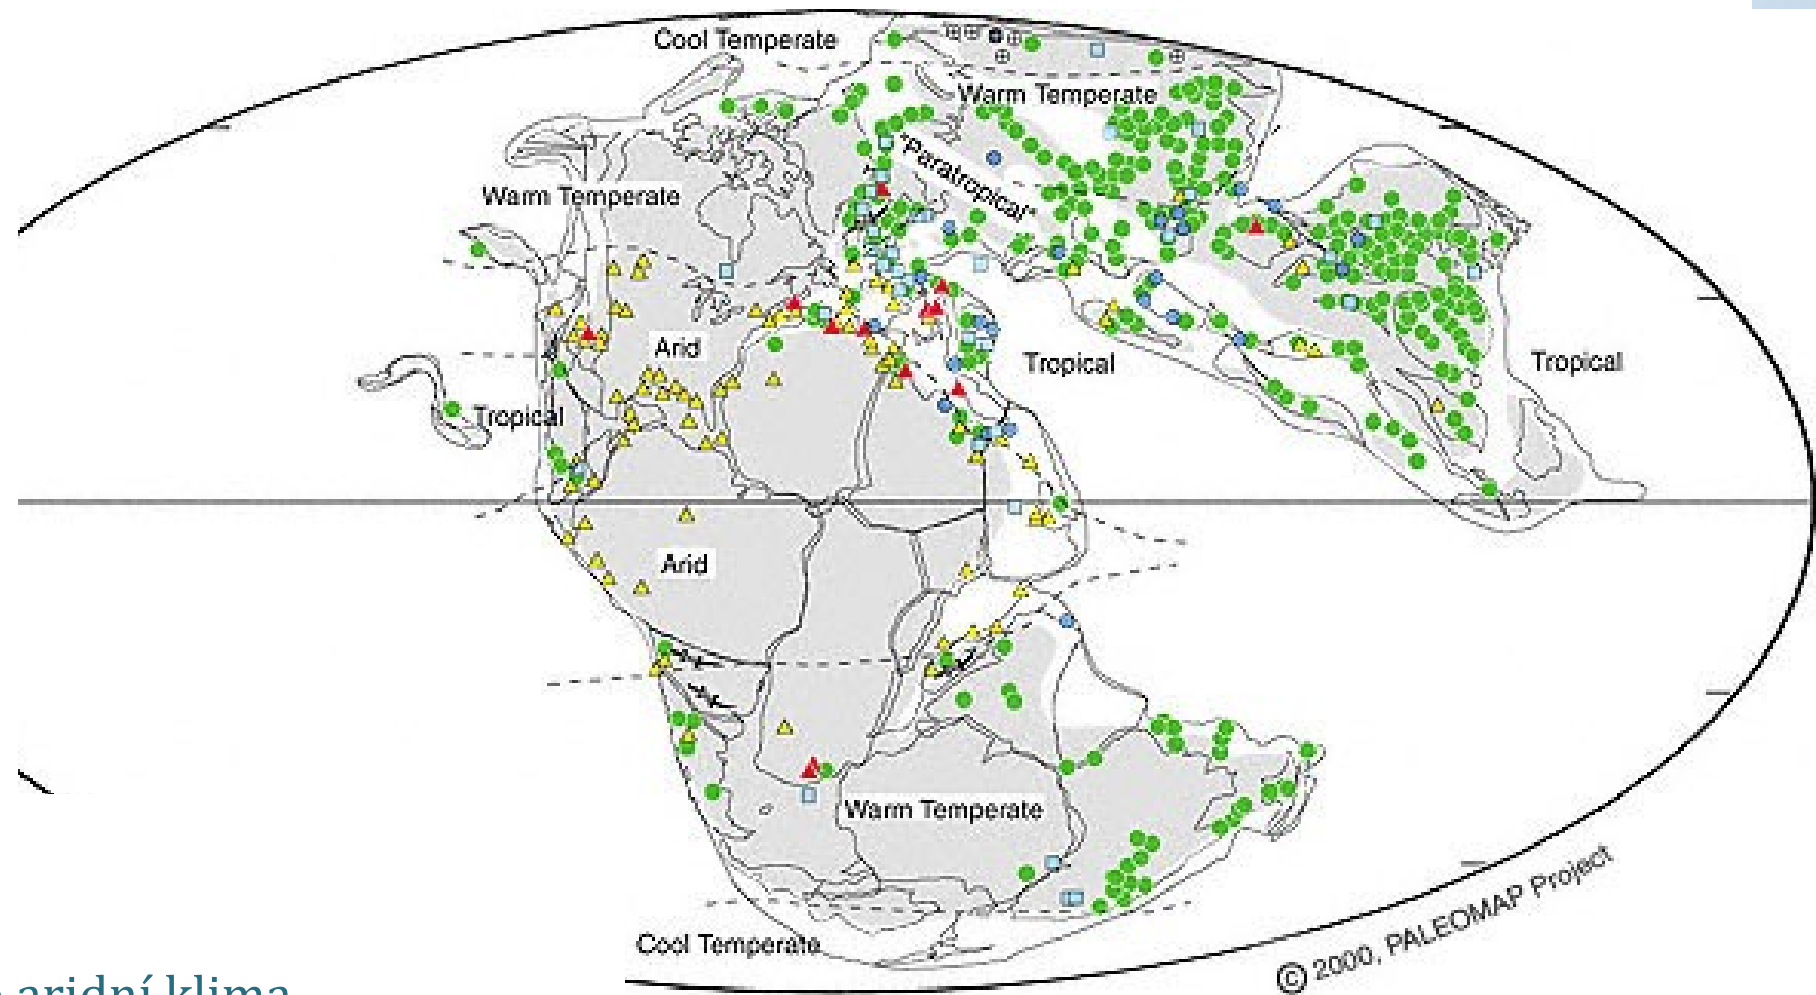 Cool Temperate
Warm Temperate
"Paratropical"
Warm Temperate
Arid
Tropical
Tropical
Tropical
Arid
Warm Temperate
Cool Temperate
© 2000, PALEOMAP Project
aridní klima